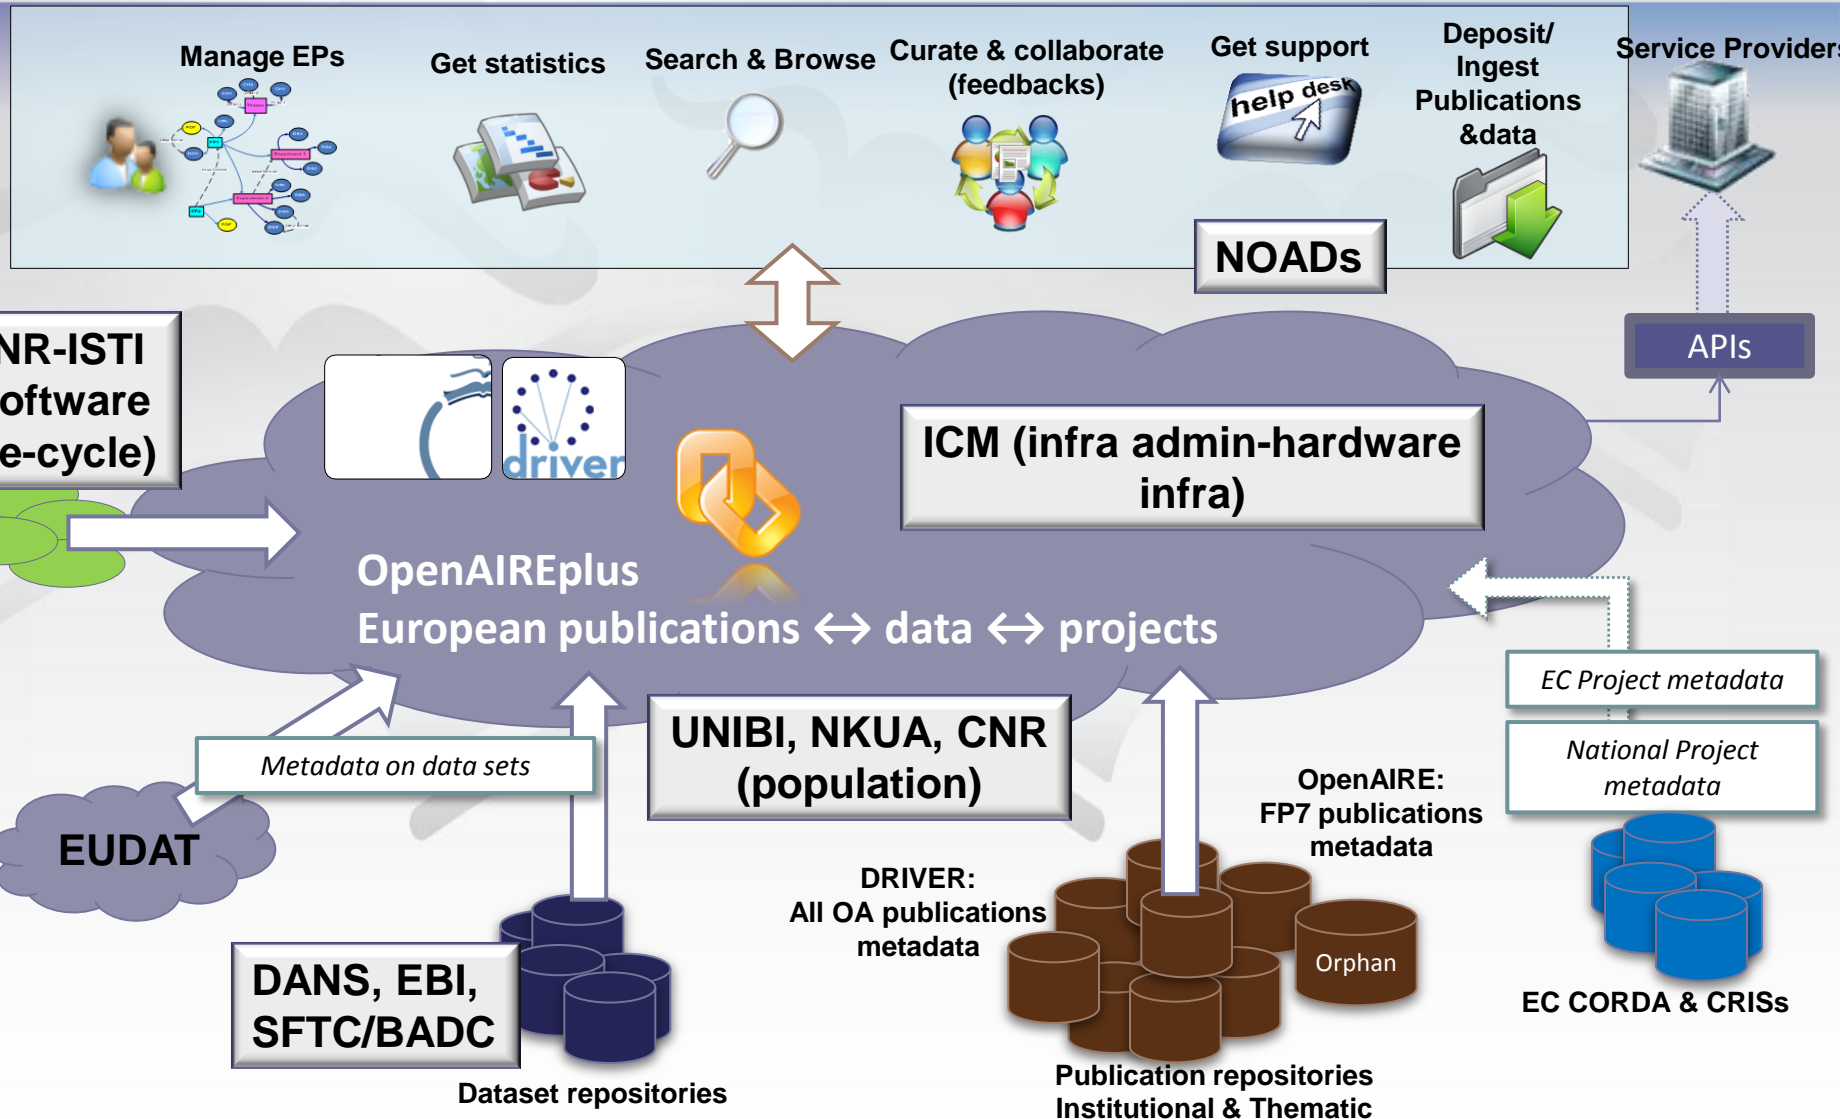 Manage EPs
Get statistics
Search & Browse
Curate & collaborate
(feedbacks)
Get support
help desk
Deposit/
Ingest
Publications
&data
Service Providers
NOADs
APIs
NR-ISTI
oftware
e-cycle)
driver
ICM (infra admin-hardware
infra)
OpenAIREplus
European publications ↔ data ↔ projects
EC Project metadata
National Project
metadata
Metadata on data sets
UNIBI, NKUA, CNR
(population)
EUDAT
OpenAIRE:
FP7 publications
metadata
DRIVER:
All OA publications
metadata
Orphan
EC CORDA & CRISs
DANS, EBI,
SFTC/BADC
Dataset repositories
Publication repositories
Institutional & Thematic